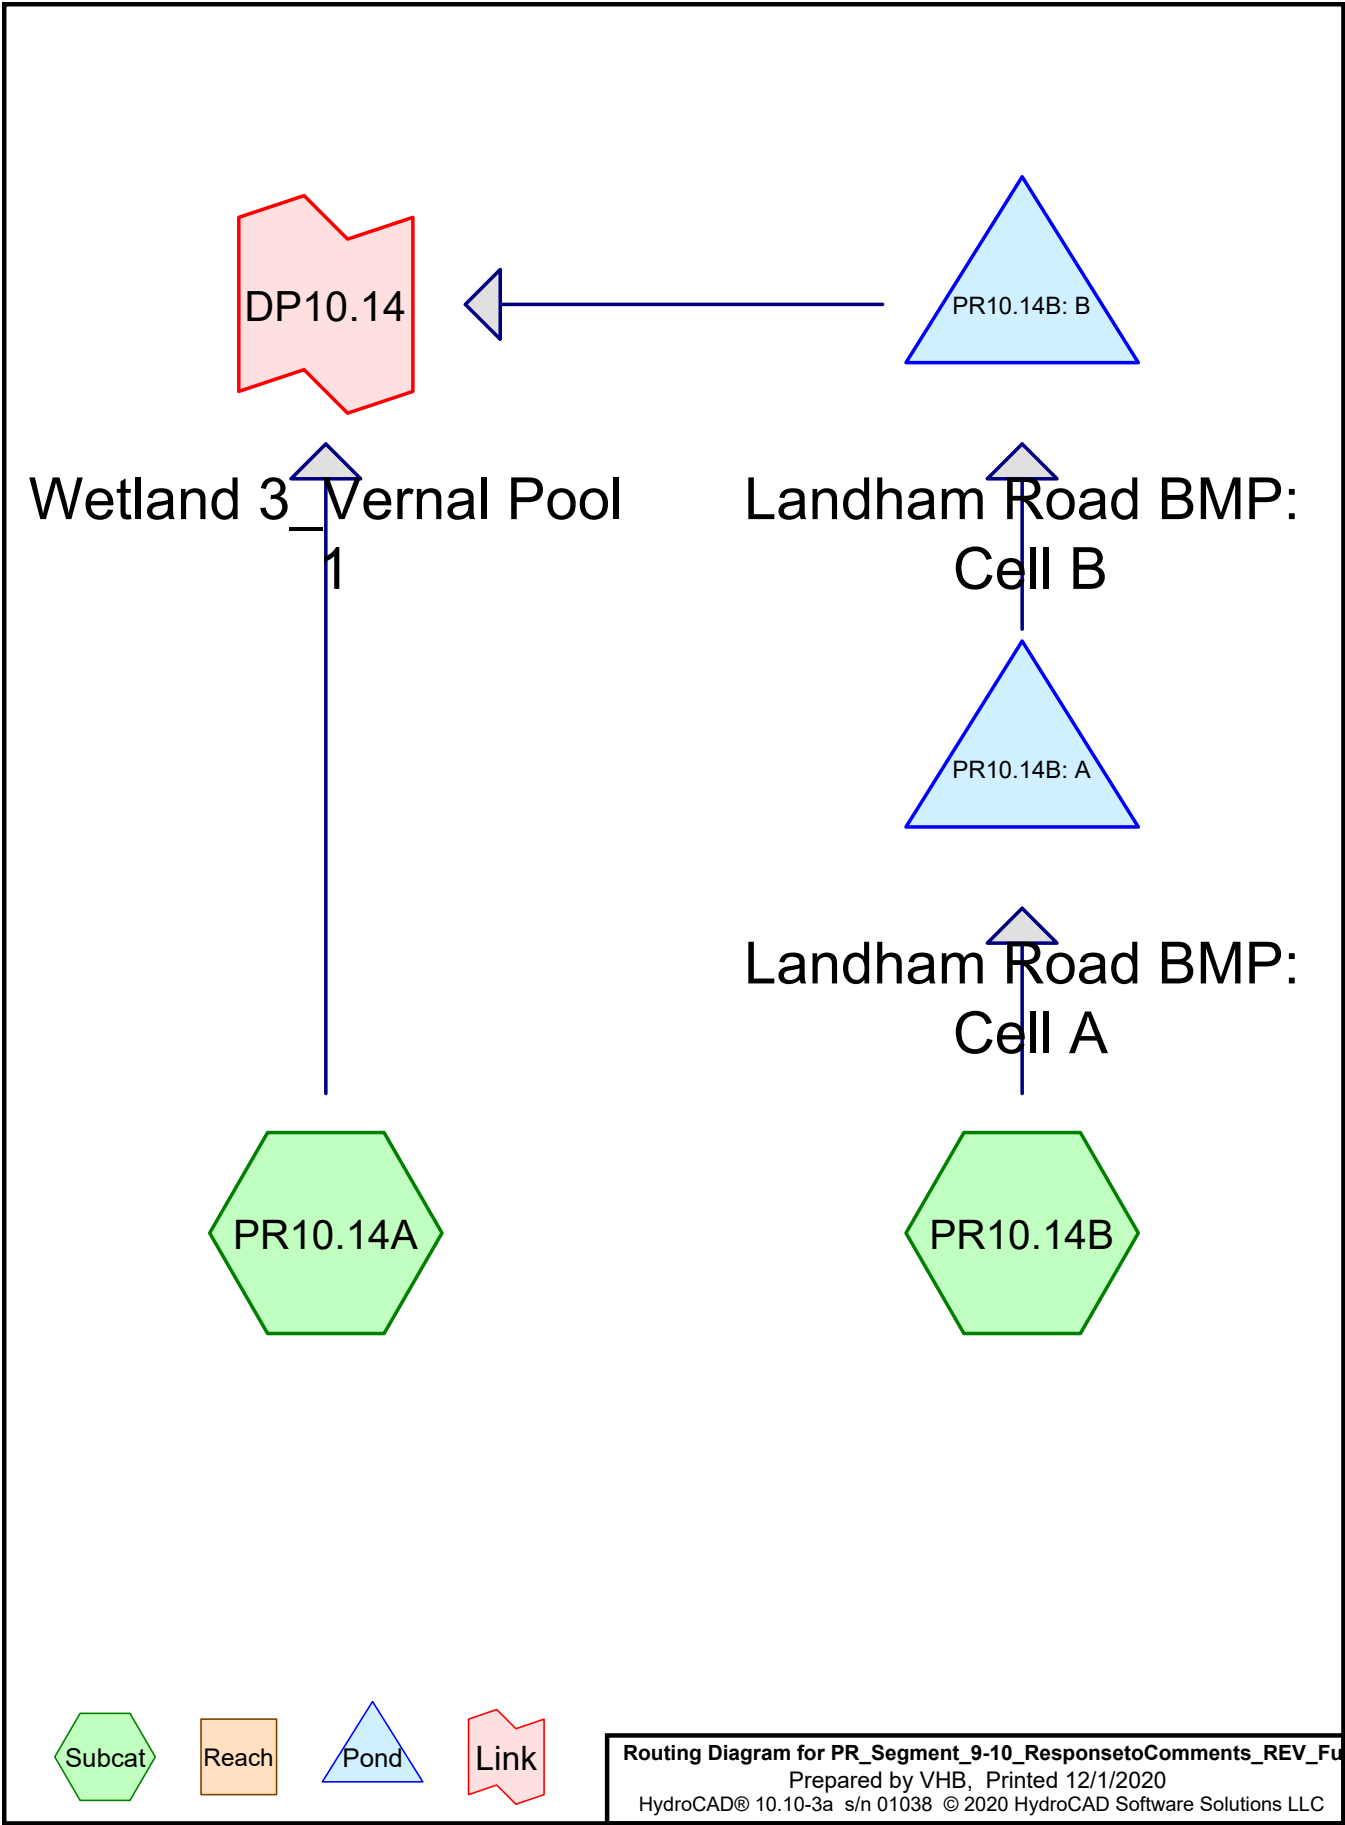 DP10.14
PR10.14B: B
Wetland 3_Vernal Pool
1
Landham Road BMP:
Cell B
PR10.14B: A
Landham Road BMP:
Cell A
PR10.14A
PR10.14B
Subcat
Reach
Pond
Link
Routing Diagram for PR_Segment_9-10_ResponsetoComments_REV_Fu
Prepared by VHB, Printed 12/1/2020
HydroCAD® 10.10-3a s/n 01038 © 2020 HydroCAD Software Solutions LLC